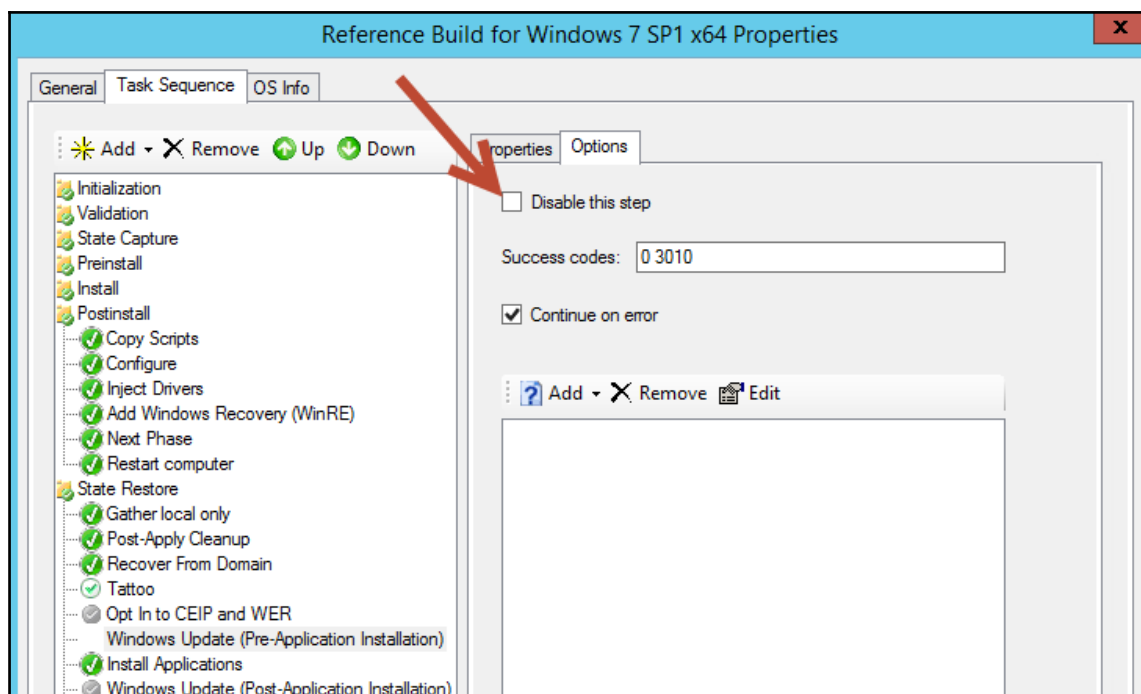 Reference Build for Windows 7 SP1 x64 Properties
x
General Task Sequence OS Info
Add Remove Up Down
Initialization
Validation
State Capture
Preinstall
Install
Postinstall
Copy Scripts
Configure
Inject Drivers
Add Windows Recovery (WinRE)
Next Phase
Restart computer
State Restore
Gather local only
Post-Apply Cleanup
Recover From Domain
Tattoo
Opt In to CEIP and WER
Windows Update (Pre-Application Installation)
Install Applications
Windows Update (Post-Application Installation)
Properties Options
Disable this step
Success codes: 0 3010
Continue on error
Add Remove Edit